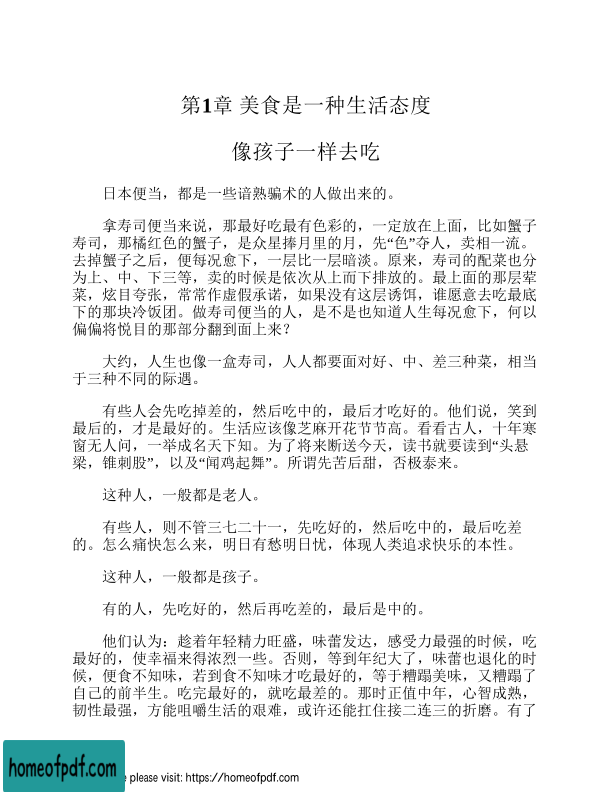 第1章 美食是一种生活态度
像孩子一样去吃
日本便当，都是一些谙熟骗术的人做出来的。
拿寿司便当来说，那最好吃最有色彩的，一定放在上面，比如蟹子
寿司，那橘红色的蟹子，是众星捧月里的月，先“色”夺人，卖相一流。
去掉蟹子之后，便每况愈下，一层比一层暗淡。原来，寿司的配菜也分
为上、中、下三等，卖的时候是依次从上而下排放的。最上面的那层荤
菜，炫目夸张，常常作虚假承诺，如果没有这层诱饵，谁愿意去吃最底
下的那块冷饭团。做寿司便当的人，是不是也知道人生每况愈下，何以
偏偏将悦目的那部分翻到面上来？
大约，人生也像一盒寿司，人人都要面对好、中、差三种菜，相当
于三种不同的际遇。
有些人会先吃掉差的，然后吃中的，最后才吃好的。他们说，笑到
最后的，才是最好的。生活应该像芝麻开花节节高。看看古人，十年寒
窗无人问，一举成名天下知。为了将来断送今天，读书就要读到“头悬
梁，锥刺股”，以及“闻鸡起舞”。所谓先苦后甜，否极泰来。
这种人，一般都是老人。
有些人，则不管三七二十一，先吃好的，然后吃中的，最后吃差
的。怎么痛快怎么来，明日有愁明日忧，体现人类追求快乐的本性。
这种人，一般都是孩子。
有的人，先吃好的，然后再吃差的，最后是中的。
他们认为：趁着年轻精力旺盛，味蕾发达，感受力最强的时候，吃
最好的，使幸福来得浓烈一些。否则，等到年纪大了，味蕾也退化的时
候，便食不知味，若到食不知味才吃最好的，等于糟蹋美味，又糟蹋了
自己的前半生。吃完最好的，就吃最差的。那时正值中年，心智成熟，
韧性最强，方能咀嚼生活的艰难，或许还能扛住接二连三的折磨。有了
homeofpdf.com
please visit: https://homeofpdf.com